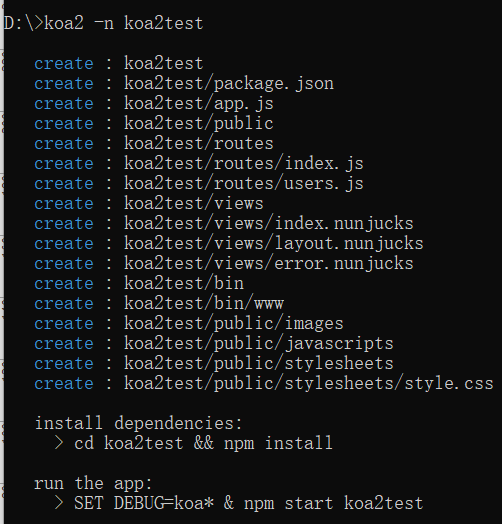 D:\>koa2 -n koa2test
create : koa2test
create : koa2test/package.json
create : koa2test/app.js
create : koa2test/public
create : koa2test/routes
create : koa2test/routes/index.js
create : koa2test/routes/users.js
create : koa2test/views
create : koa2test/views/index.nunjucks
create : koa2test/views/layout.nunjucks
create : koa2test/views/error.nunjucks
create : koa2test/bin
create : koa2test/bin/www
create : koa2test/public/images
create : koa2test/public/javascripts
create : koa2test/public/stylesheets
create : koa2test/public/stylesheets/style.css
install dependencies:
> cd koa2test && npm install
run the app:
> SET DEBUG=koa* & npm start koa2test